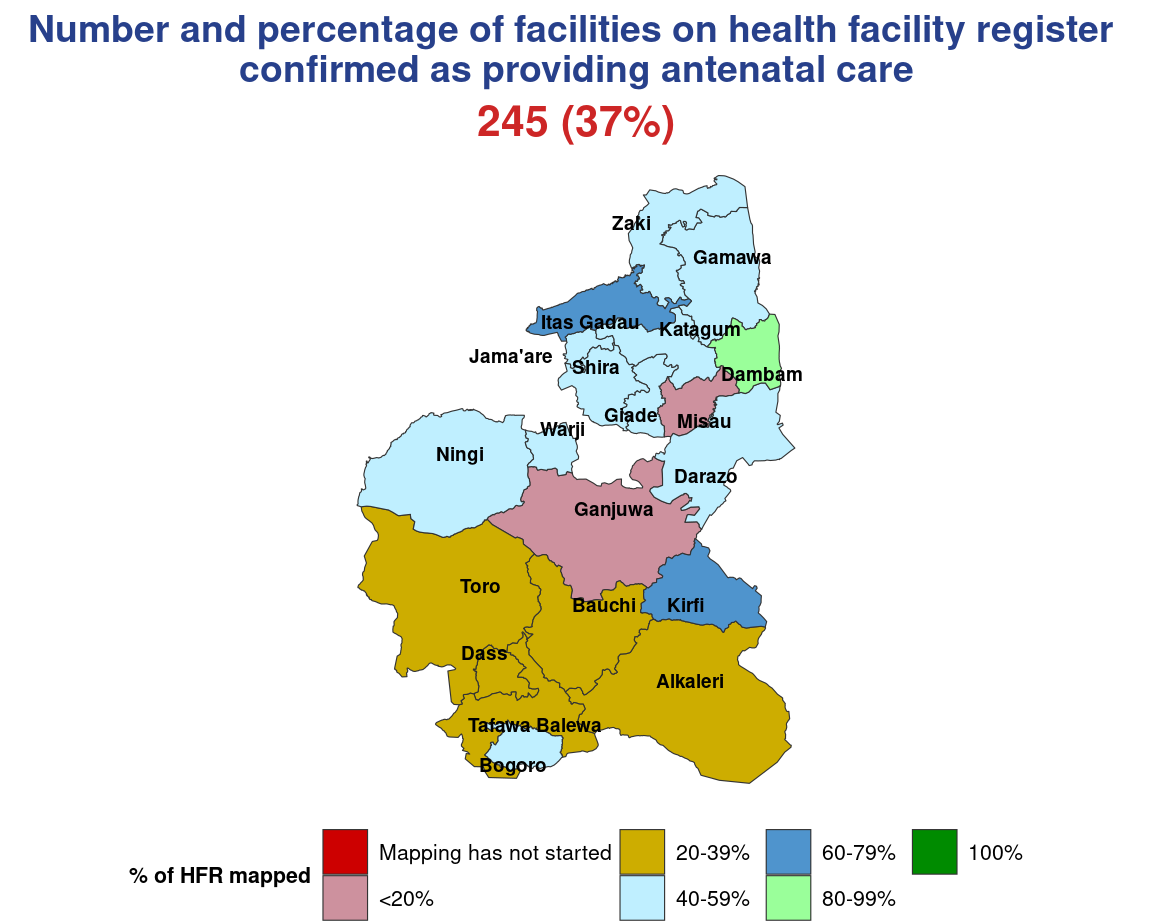 Number and percentage of facilities on health facility register
confirmed as providing antenatal care
245 (37%)
Zaki
Gamawa
Itas Gadau
Katagum
Jama'are
Shira
Dambam
Giade
Misau
Warji
Ningi
Darazo
Ganjuwa
Toro
Bauchi
Kirfi
Dass
Alkaleri
Tafawa Balewa
Bogoro
% of HFR mapped
Mapping has not started
<20%
20-39%
40-59%
60-79%
80-99%
100%